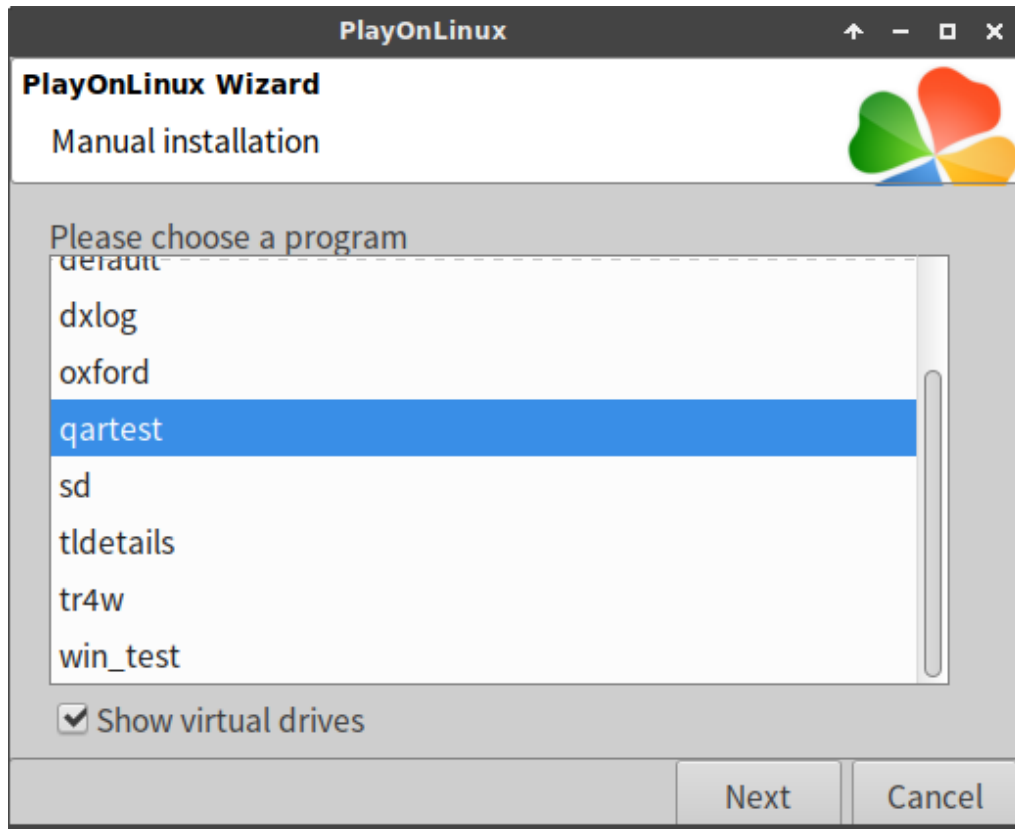 PlayOnLinux
PlayOnLinux Wizard
Manual installation
Please choose a program
default
dxlog
oxford
qartest
sd
tldetails
tr4w
win_test
Show virtual drives
Next Cancel